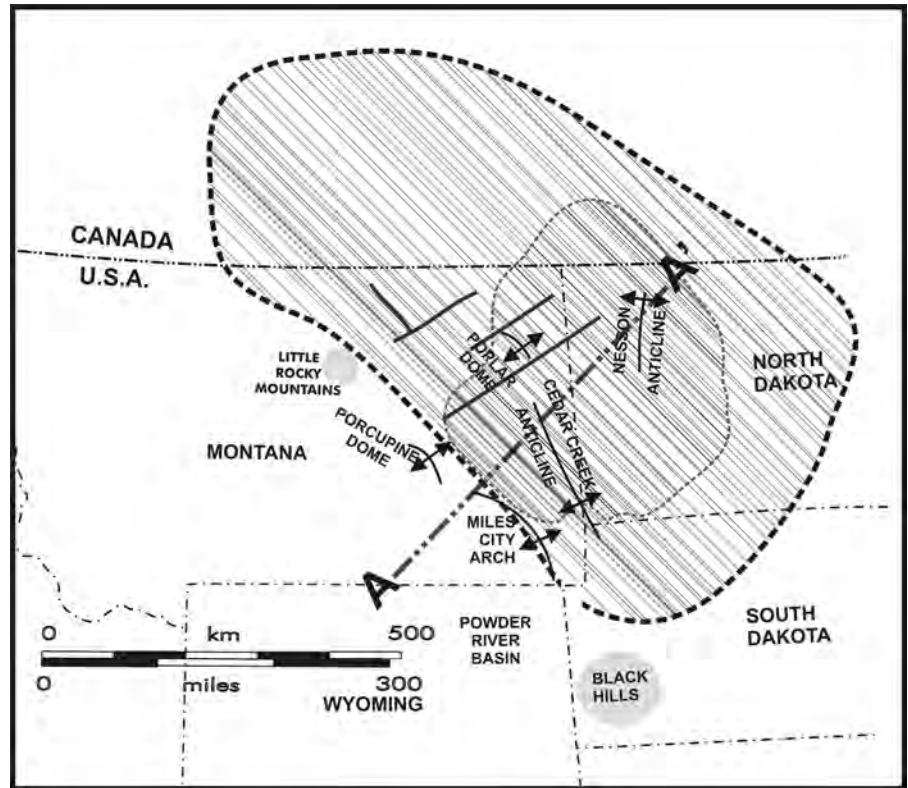 CANADA
U.S.A.
A'
NESSON
ANTICLINE
NORTH
DAKOTA
PORLAR
DOME
LITTLE
ROCKY
MOUNTAINS
CEDAR CREEK
ANTICLINE
PORCUPINE
DOME
MONTANA
MILES
CITY
ARCH
A
POWDER
RIVER
BASIN
SOUTH
DAKOTA
0 km 500
0 miles 300
WYOMING
BLACK
HILLS